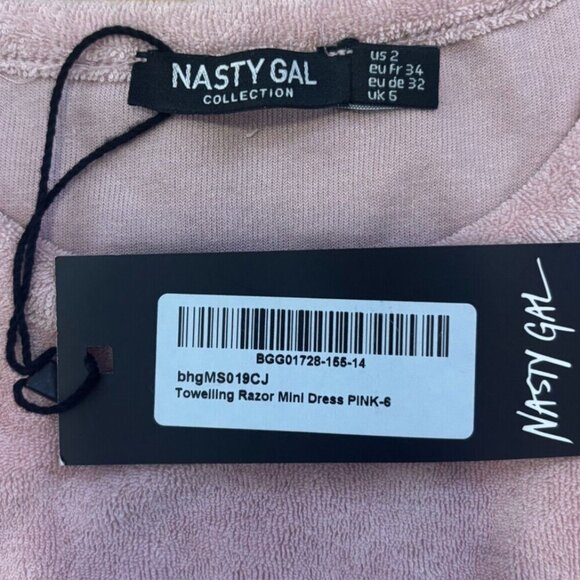 NASTY GAL
COLLECTION
us 2
eu fr 34
eu de 32
uk 6
BGG01728-155-14
bhgMS019CJ
Towelling Razor Mini Dress PINK-6
NASTY GAL